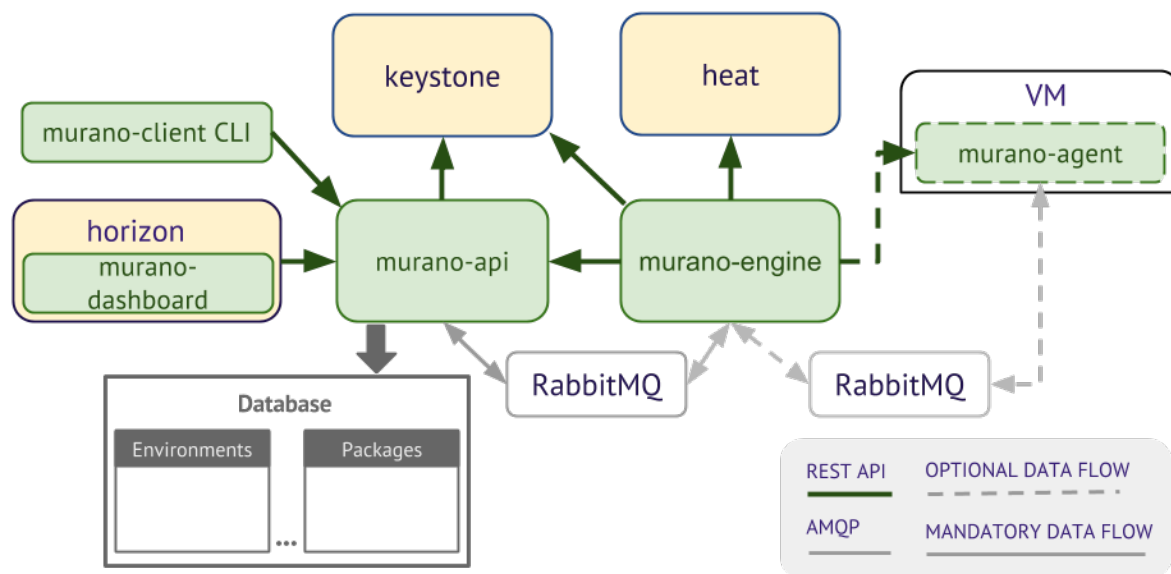 keystone
heat
VM
murano-client CLI
murano-agent
horizon
murano-
dashboard
murano-api
murano-engine
RabbitMQ
RabbitMQ
Database
Environments
Packages
...
REST API
OPTIONAL DATA FLOW
AMQP
MANDATORY DATA FLOW